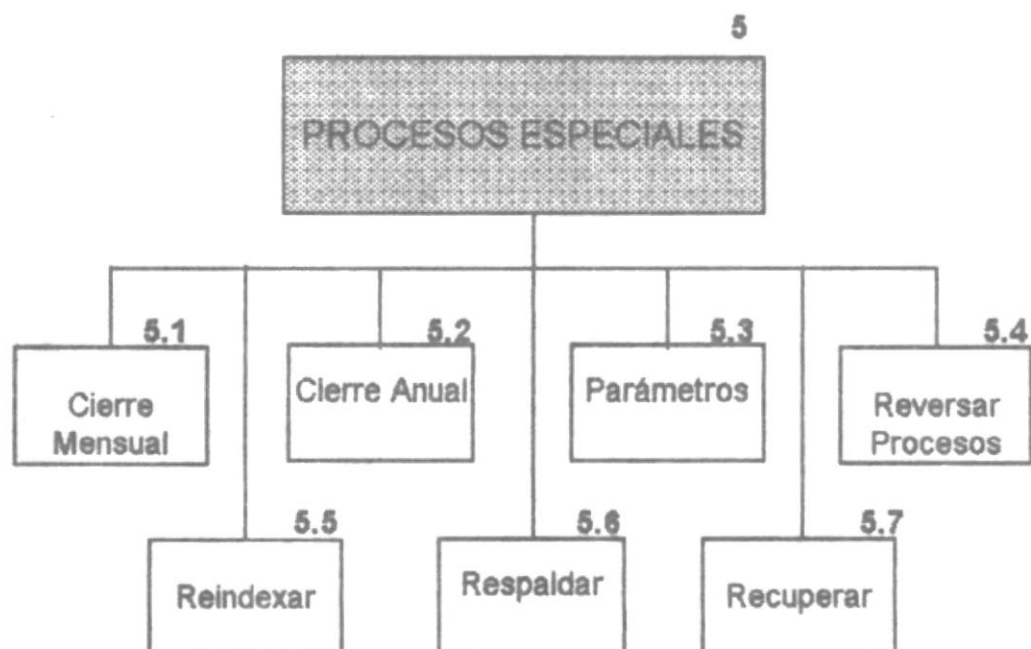 5
PROCESOS ESPECIALES
5.1
Cierre
Mensual
5.2
Cierre Anual
5.3
Parámetros
5.4
Reversar
Procesos
5.5
Reindexar
5.6
Respaldar
5.7
Recuperar